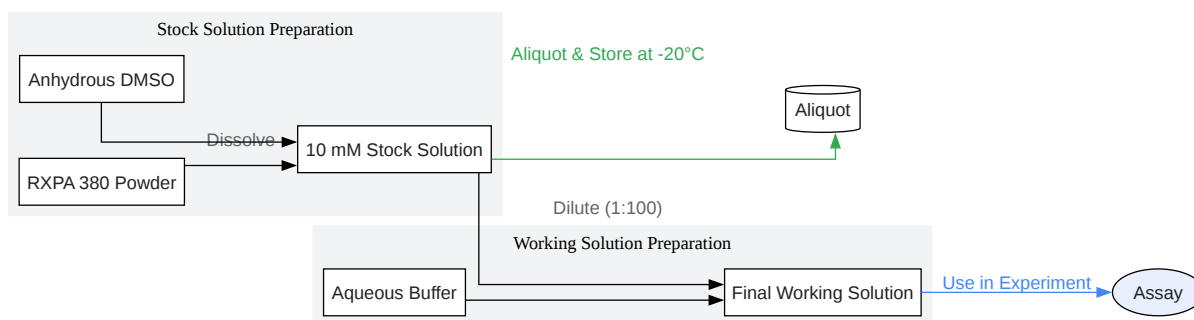 Stock Solution Preparation
Anhydrous DMSO
Dissolve
RXPA 380 Powder
10 mM Stock Solution
Aliquot & Store at -20°C
Aliquot
Dilute (1:100)
Working Solution Preparation
Aqueous Buffer
Final Working Solution
Use in Experiment
Assay